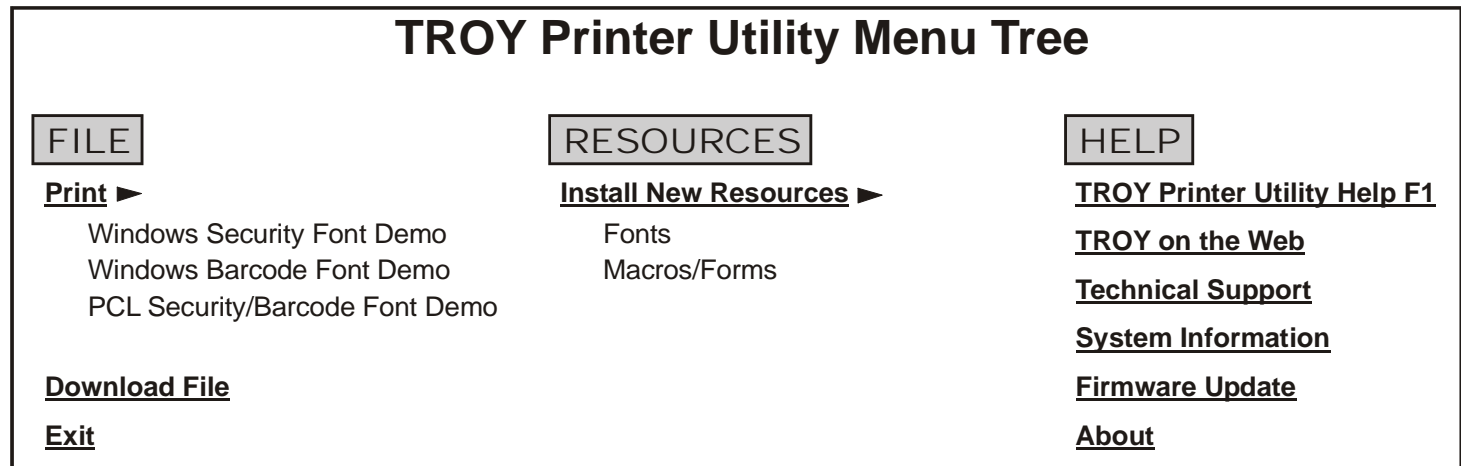 TROY Printer Utility Menu Tree
FILE
Print ►
Windows Security Font Demo
Windows Barcode Font Demo
PCL Security/Barcode Font Demo
Download File
Exit
RESOURCES
Install New Resources ►
Fonts
Macros/Forms
HELP
TROY Printer Utility Help F1
TROY on the Web
Technical Support
System Information
Firmware Update
About